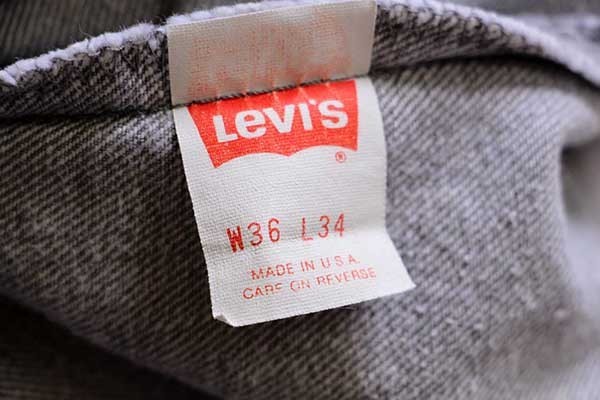 Levi's
®
W36 L34
MADE IN U.S.A.
CARE ON REVERSE